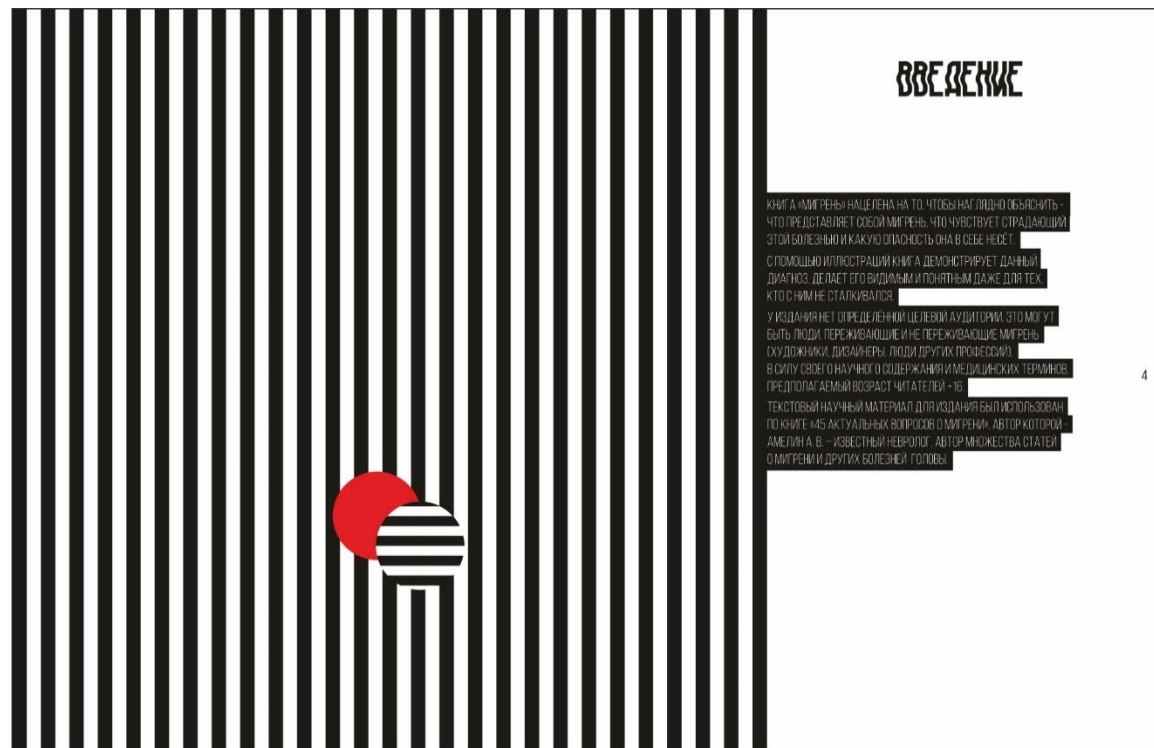 ВВЕДЕНИЕ
КНИГА «МИГРЕНЬ» НАЦЕЛЕНА НА ТО, ЧТОБЫ НАГЛЯДНО ОБЪЯСНИТЬ -
ЧТО ПРЕДСТАВЛЯЕТ СОБОЙ МИГРЕНЬ, ЧТО ЧУВСТВУЕТ СТРАДАЮЩИЙ
ЭТОЙ БОЛЕЗНЬЮ И КАКУЮ ОПАСНОСТЬ ОНА В СЕБЕ НЕСЁТ.
С ПОМОЩЬЮ ИЛЛЮСТРАЦИЙ КНИГА ДЕМОНСТРИРУЕТ ДАННЫЙ
ДИАГНОЗ, ДЕЛАЕТ ЕГО ВИДИМЫМ И ПОНЯТНЫМ ДАЖЕ ДЛЯ ТЕХ,
КТО С НИМ НЕ СТАЛКИВАЛСЯ.
У ИЗДАНИЯ НЕТ ОПРЕДЕЛЁННОЙ ЦЕЛЕВОЙ АУДИТОРИИ. ЭТО МОГУТ
БЫТЬ ЛЮДИ, ПЕРЕЖИВАЮЩИЕ И НЕ ПЕРЕЖИВАЮЩИЕ МИГРЕНЬ
(ХУДОЖНИКИ, ДИЗАЙНЕРЫ, ЛЮДИ ДРУГИХ ПРОФЕССИЙ).
В СИЛУ СВОЕГО НАУЧНОГО СОДЕРЖАНИЯ И МЕДИЦИНСКИХ ТЕРМИНОВ,
ПРЕДПОЛАГАЕМЫЙ ВОЗРАСТ ЧИТАТЕЛЕЙ +16.
ТЕКСТОВЫЙ НАУЧНЫЙ МАТЕРИАЛ ДЛЯ ИЗДАНИЯ БЫЛ ИСПОЛЬЗОВАН
ПО КНИГЕ «45 АКТУАЛЬНЫХ ВОПРОСОВ О МИГРЕНИ», АВТОР КОТОРОЙ -
АМЕЛИН А. В. – ИЗВЕСТНЫЙ НЕВРОЛОГ, АВТОР МНОЖЕСТВА СТАТЕЙ
О МИГРЕНИ И ДРУГИХ БОЛЕЗНЕЙ ГОЛОВЫ.
4